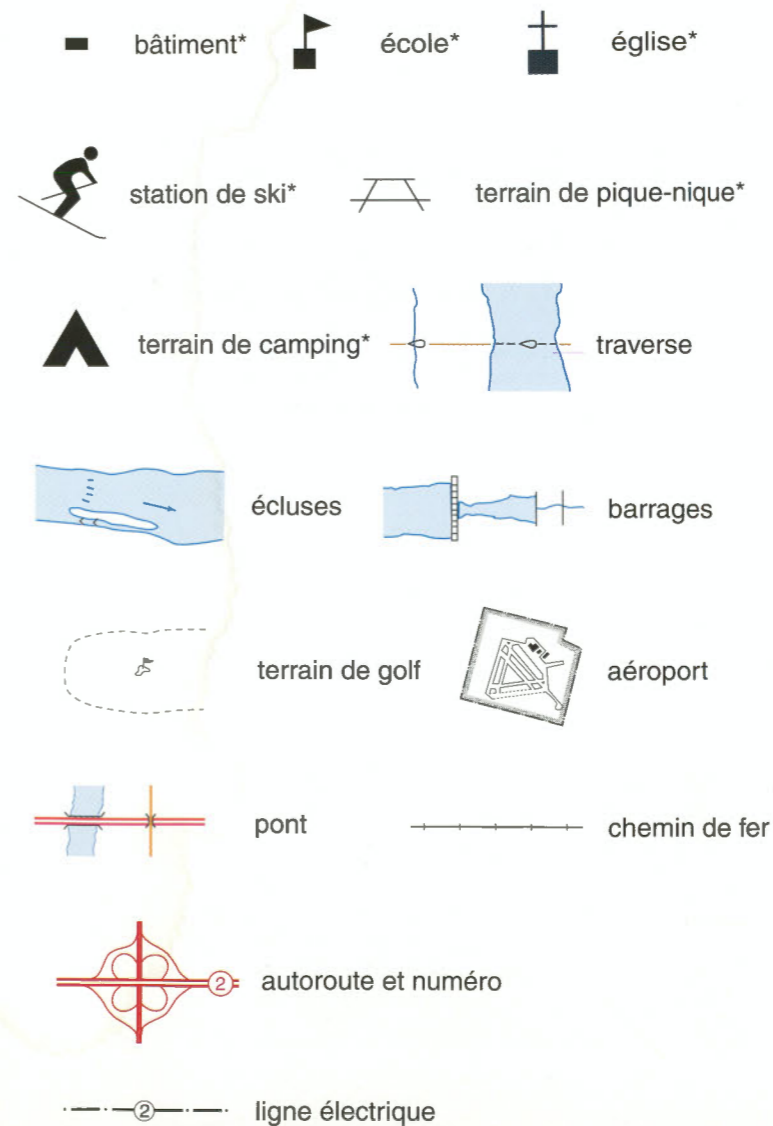 bâtiment* école* église*
station de ski* terrain de pique-nique*
terrain de camping* traverse
écluses barrages
terrain de golf aéroport
pont chemin de fer
2 autoroute et numéro
2 ligne électrique